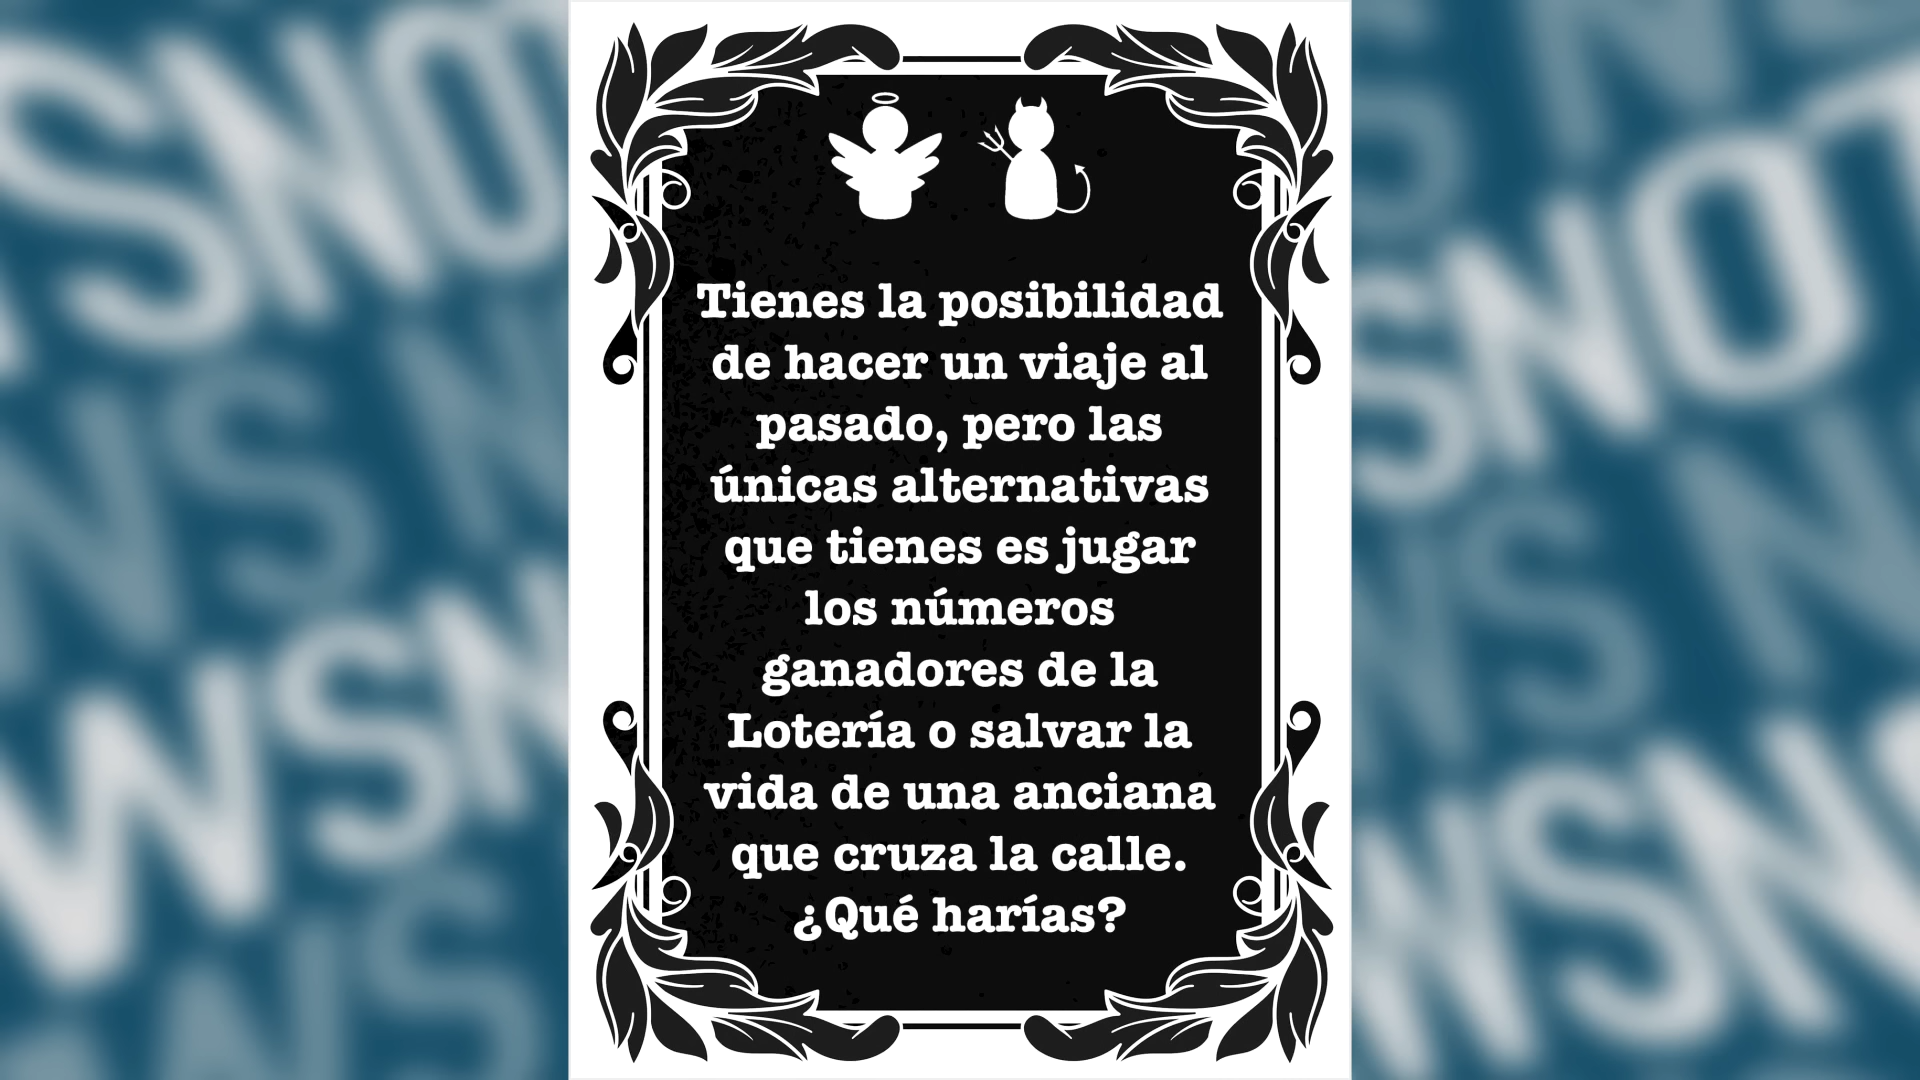 Tienes la posibilidad
de hacer un viaje al
pasado, pero las
únicas alternativas
que tienes es jugar
los números
ganadores de la
Lotería o salvar la
vida de una anciana
que cruza la calle.
¿Qué harías?